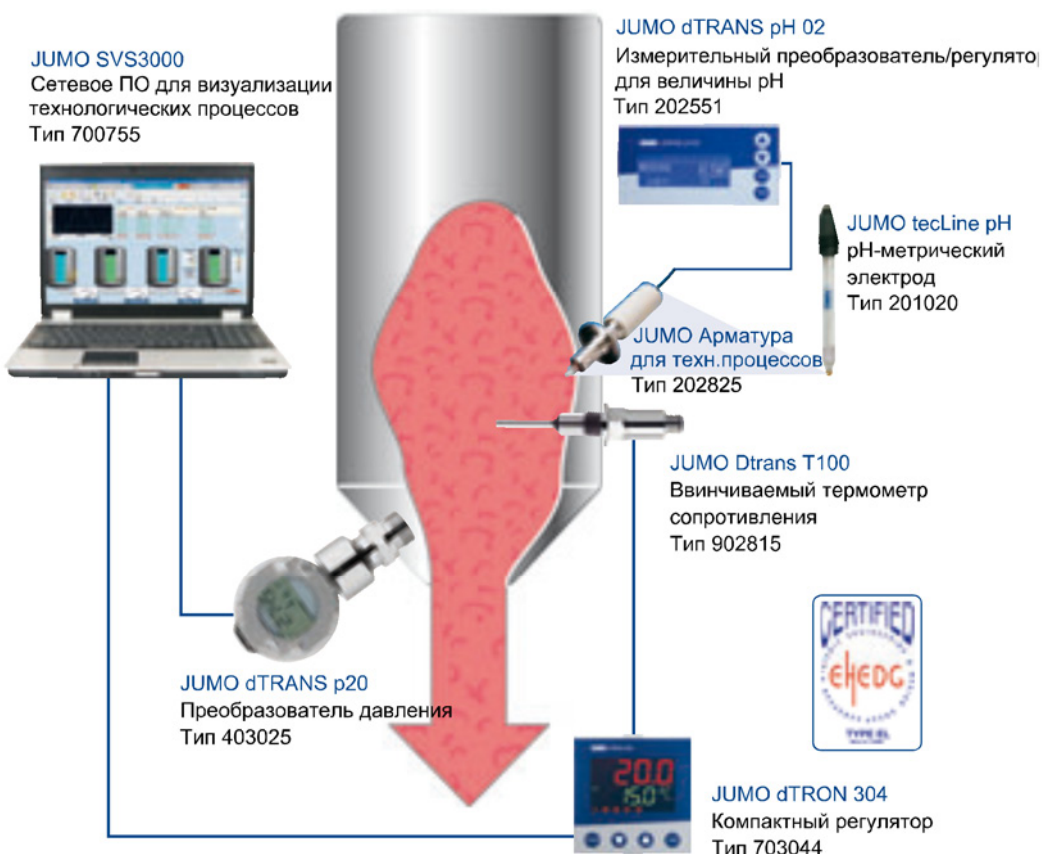 JUMO SVS3000
Сетевое ПО для визуализации
технологических процессов
Тип 700755
JUMO dTRANS pH 02
Измерительный преобразователь/регулято
для величины pH
Тип 202551
JUMO tecLine pH
pH-метрический
электрод
Тип 201020
JUMO Арматура
для техн.процессов
Тип 202825
JUMO Dtrans T100
Ввинчиваемый термометр
сопротивления
Тип 902815
JUMO dTRANS p20
Преобразователь давления
Тип 403025
CERTIFIED
EHEDG
TYPE EL
20.0
15.0°C
JUMO dTRON 304
Компактный регулятор
Тип 703044